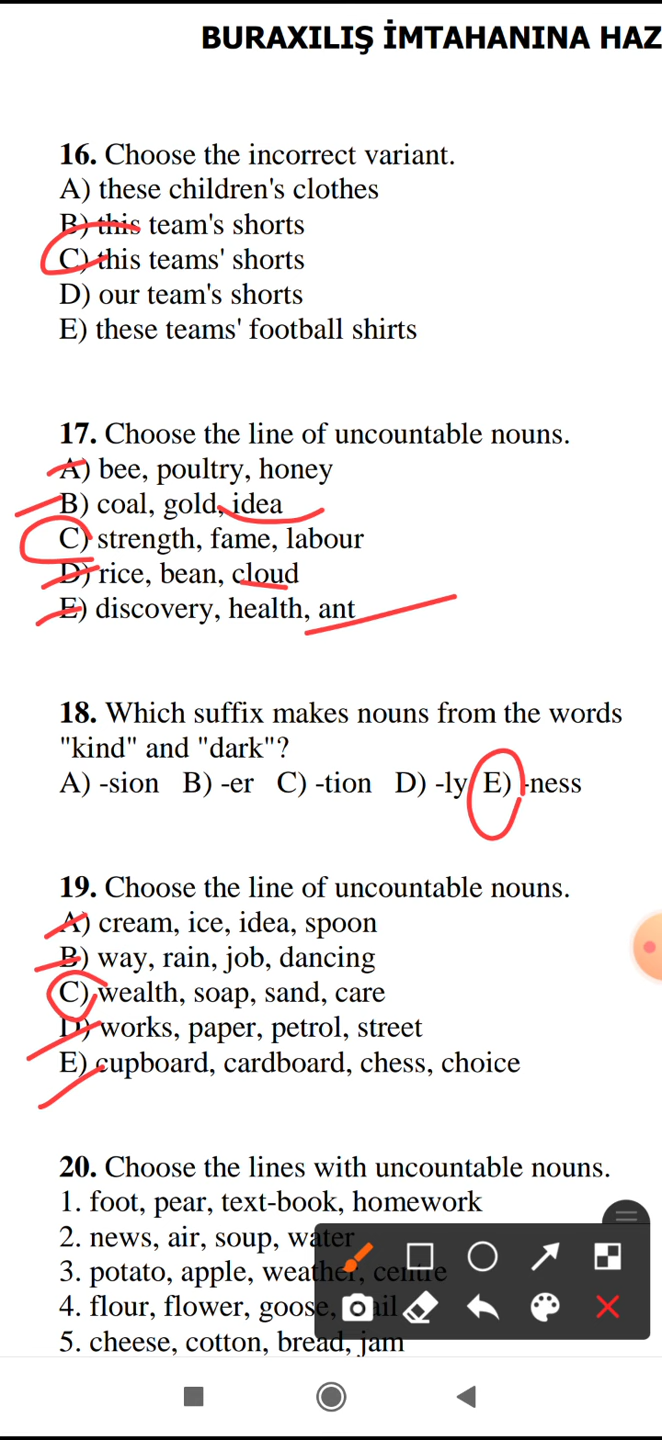 BURAXILIŞ İMTAHANINA HAZ
16. Choose the incorrect variant.
A) these children's clothes
B) this team's shorts
C) this teams' shorts
D) our team's shorts
E) these teams' football shirts
17. Choose the line of uncountable nouns.
A) bee, poultry, honey
B) coal, gold, idea
C) strength, fame, labour
D) rice, bean, cloud
E) discovery, health, ant
18. Which suffix makes nouns from the words
"kind" and "dark"?
A) -sion B) -er C) -tion D) -ly E) -ness
19. Choose the line of uncountable nouns.
A) cream, ice, idea, spoon
B) way, rain, job, dancing
C) wealth, soap, sand, care
D) works, paper, petrol, street
E) cupboard, cardboard, chess, choice
20. Choose the lines with uncountable nouns.
1. foot, pear, text-book, homework
2. news, air, soup, water
3. potato, apple, weather, centre
4. flour, flower, goose,
5. cheese, cotton, bread, jam